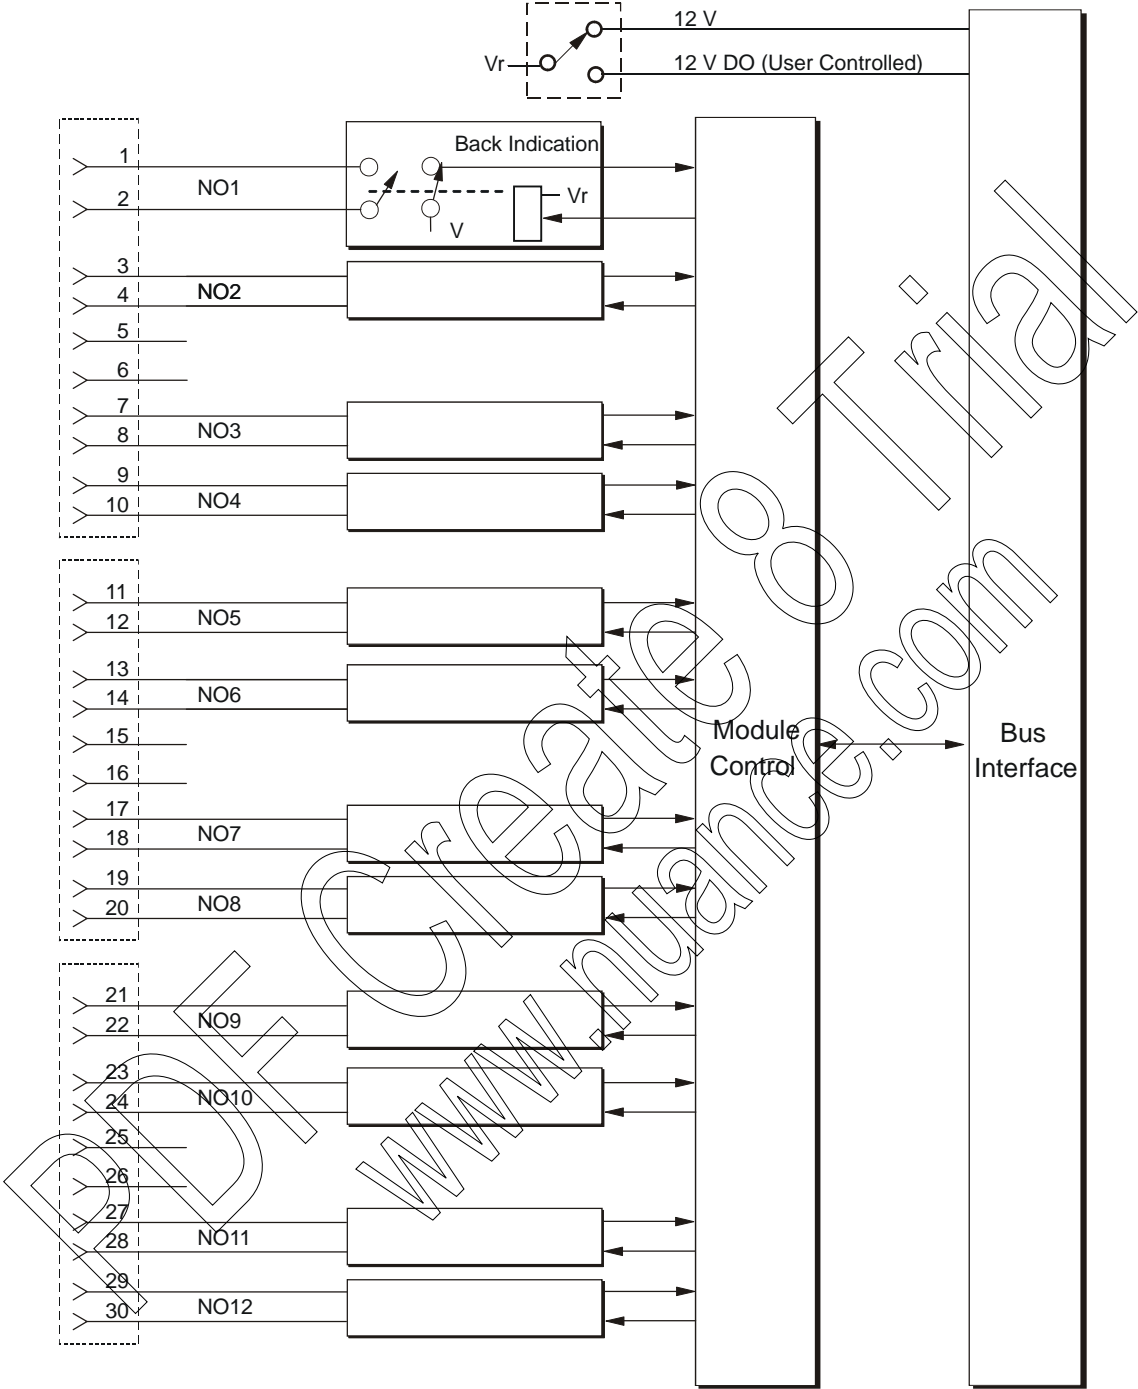 12 V
Vr
12 V DO (User Controlled)
Back Indication
1
NO1
2
Vr
V
3
NO2
4
5
6
7
NO3
8
9
NO4
10
11
NO5
12
13
NO6
14
15
16
17
NO7
18
19
NO8
20
21
NO9
22
23
NO10
24
25
26
27
NO11
28
29
NO12
30
Module
Control
Bus
Interface
PDF Create 8 Trial
www.nuance.com